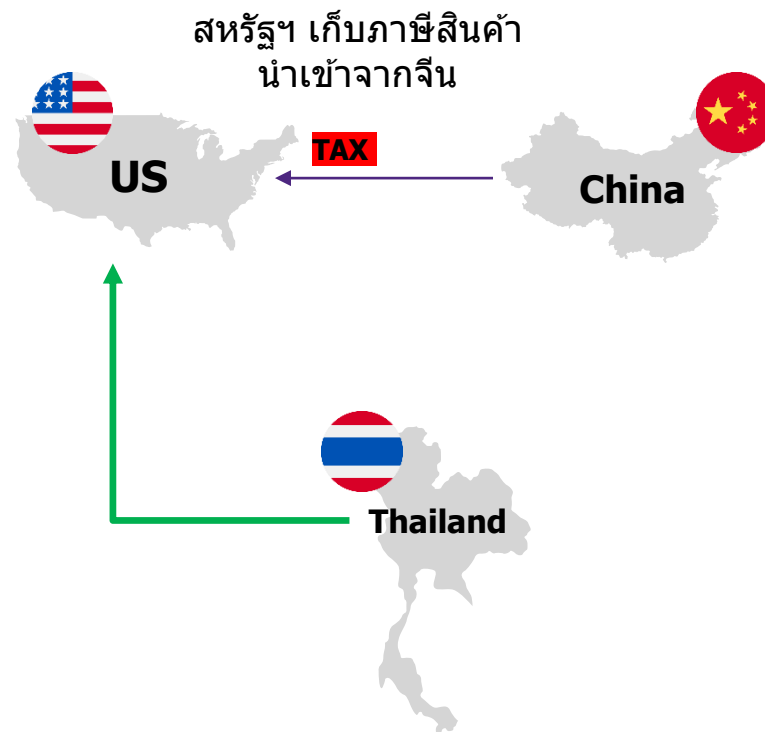 สหรัฐฯ เก็บภาษีสินค้า
นำเข้าจากจีน
TAX
US
China
Thailand